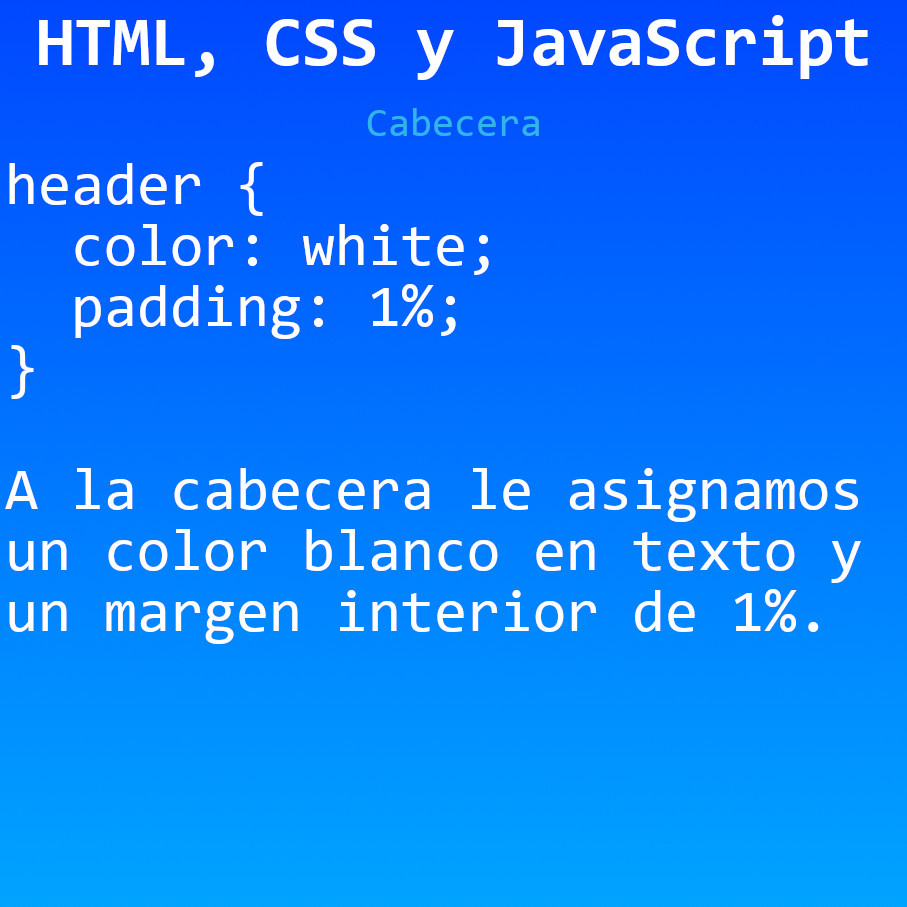 HTML, CSS y JavaScript
Cabecera
header {
  color: white;
  padding: 1%;
}
A la cabecera le asignamos
un color blanco en texto y
un margen interior de 1%.